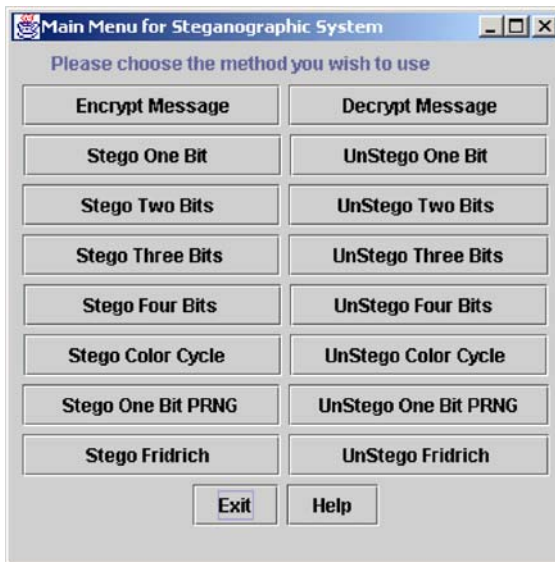 Main Menu for Steganographic System
Please choose the method you wish to use
Encrypt Message Decrypt Message
Stego One Bit UnStego One Bit
Stego Two Bits UnStego Two Bits
Stego Three Bits UnStego Three Bits
Stego Four Bits UnStego Four Bits
Stego Color Cycle UnStego Color Cycle
Stego One Bit PRNG UnStego One Bit PRNG
Stego Fridrich UnStego Fridrich
Exit Help